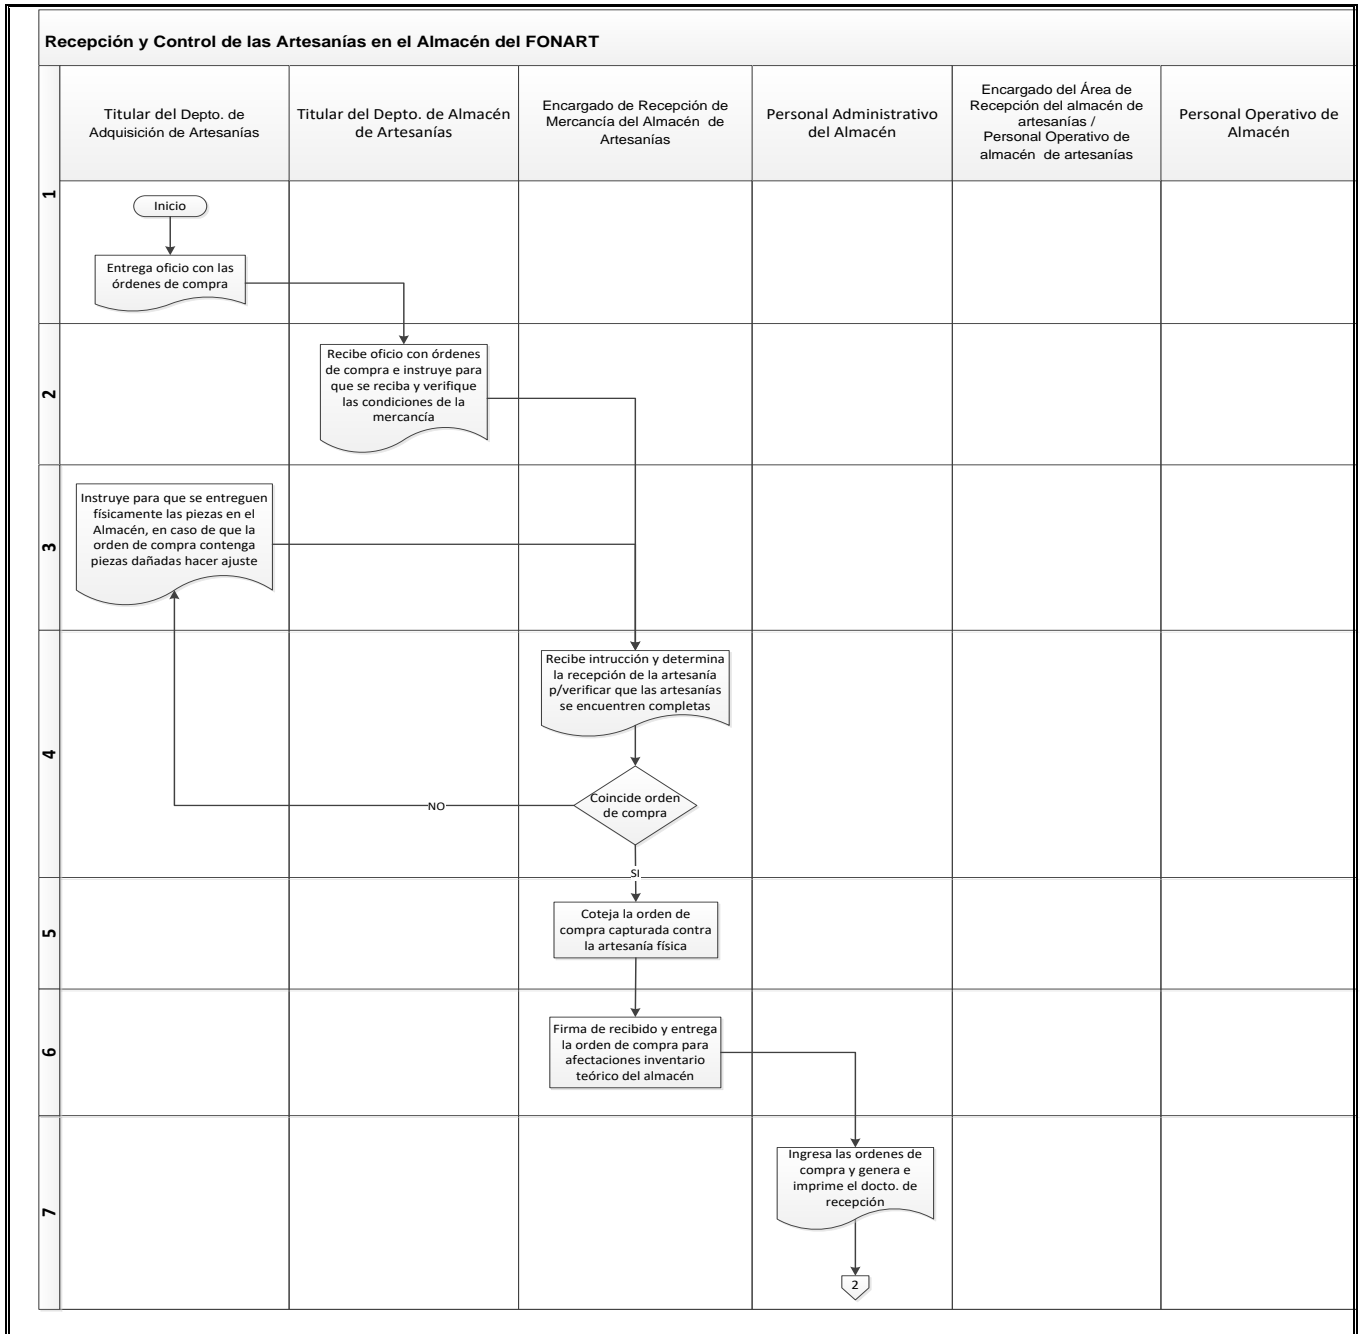 Recepción y Control de las Artesanías en el Almacén del FONART
Titular del Depto. de
Adquisición de Artesanías
Titular del Depto. de Almacén
de Artesanías
Encargado de Recepción de
Mercancía del Almacén de
Artesanías
Personal Administrativo
del Almacén
Encargado del Área de
Recepción del almacén de
artesanías /
Personal Operativo de
almacén de artesanías
Personal Operativo de
Almacén
1
Inicio
Entrega oficio con las
órdenes de compra
2
Recibe oficio con órdenes
de compra e instruye para
que se reciba y verifique
las condiciones de la
mercancía
3
Instruye para que se entreguen
físicamente las piezas en el
Almacén, en caso de que la
orden de compra contenga
piezas dañadas hacer ajuste
4
Recibe intrucción y determina
la recepción de la artesanía
p/verificar que las artesanías
se encuentren completas
Coincide orden
de compra
NO
SI
5
Coteja la orden de
compra capturada contra
la artesanía física
6
Firma de recibido y entrega
la orden de compra para
afectaciones inventario
teórico del almacén
7
Ingresa las ordenes de
compra y genera e
imprime el docto. de
recepción
2